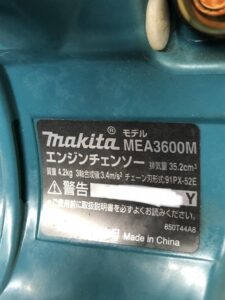 makita® モデル MEA3600M
エンジンチェンソー 排気量 35.2cm³
質量 4.2kg 3軸合成値3.4m/s² チェーン刃形式:91PX-52E
⚠警告 Y
ご使用前に取扱説明書を必ずよくお読みください。
850T44A8
Made in China